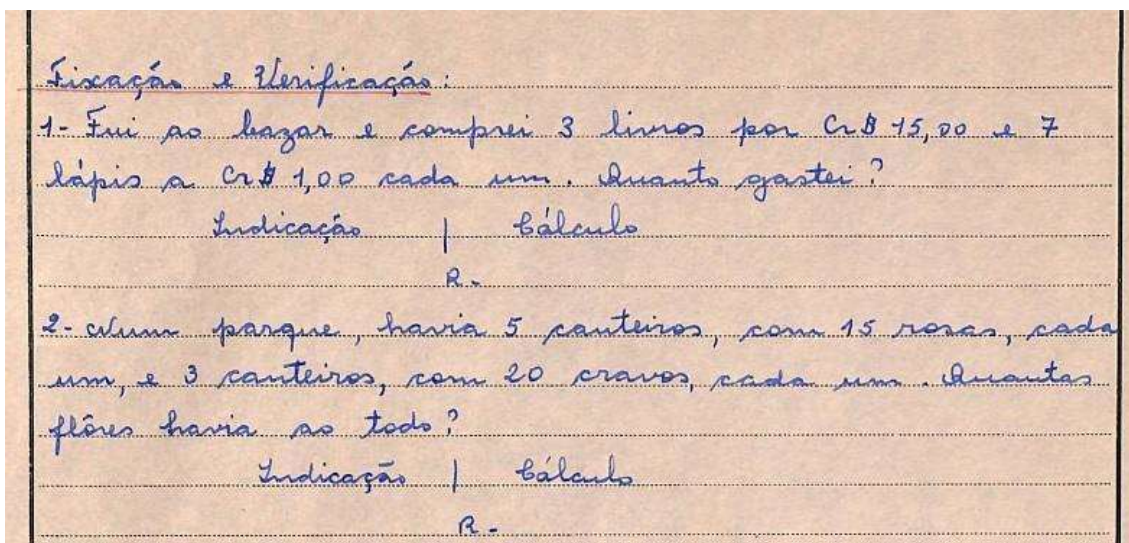 Fixação e Verificação:
1- Fui ao bazar e comprei 3 livros por Cr$ 15,00 e 7
lápis a Cr$ 1,00 cada um. Quanto gastei?
Indicação | Cálculo
R-
2- Num parque, havia 5 canteiros, com 15 rosas, cada
um, e 3 canteiros, com 20 cravos, cada um. Quantas
flôres havia ao todo?
Indicação | Cálculo
R-